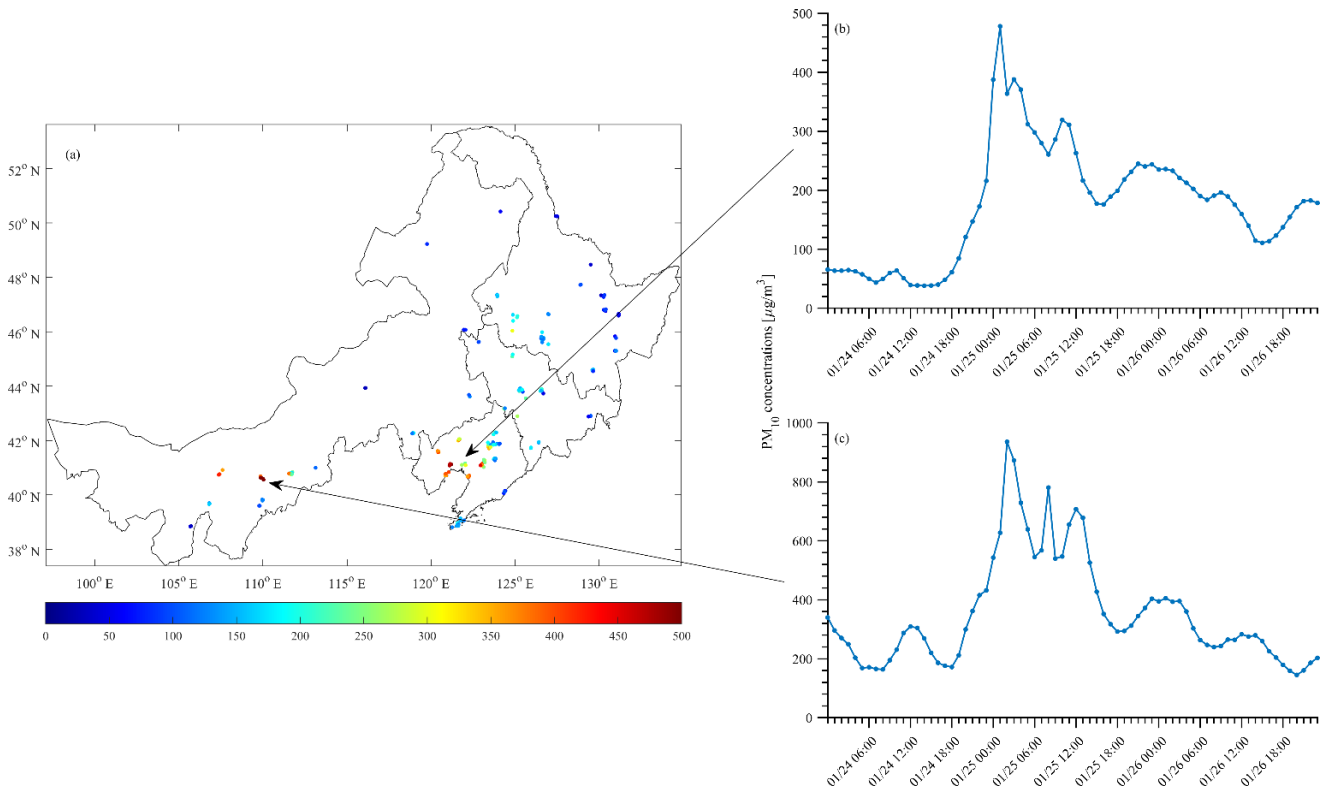 (a)
52° N
50° N
48° N
46° N
44° N
42° N
40° N
38° N
100° E
105° E
110° E
115° E
120° E
125° E
130° E
0
50
100
150
200
250
300
350
400
450
500
PM10 concentrations [μg/m³]
(b)
500
400
300
200
100
0
01/24 06:00
01/24 12:00
01/24 18:00
01/25 00:00
01/25 06:00
01/25 12:00
01/25 18:00
01/26 00:00
01/26 06:00
01/26 12:00
01/26 18:00
(c)
1000
800
600
400
200
0
01/24 06:00
01/24 12:00
01/24 18:00
01/25 00:00
01/25 06:00
01/25 12:00
01/25 18:00
01/26 00:00
01/26 06:00
01/26 12:00
01/26 18:00